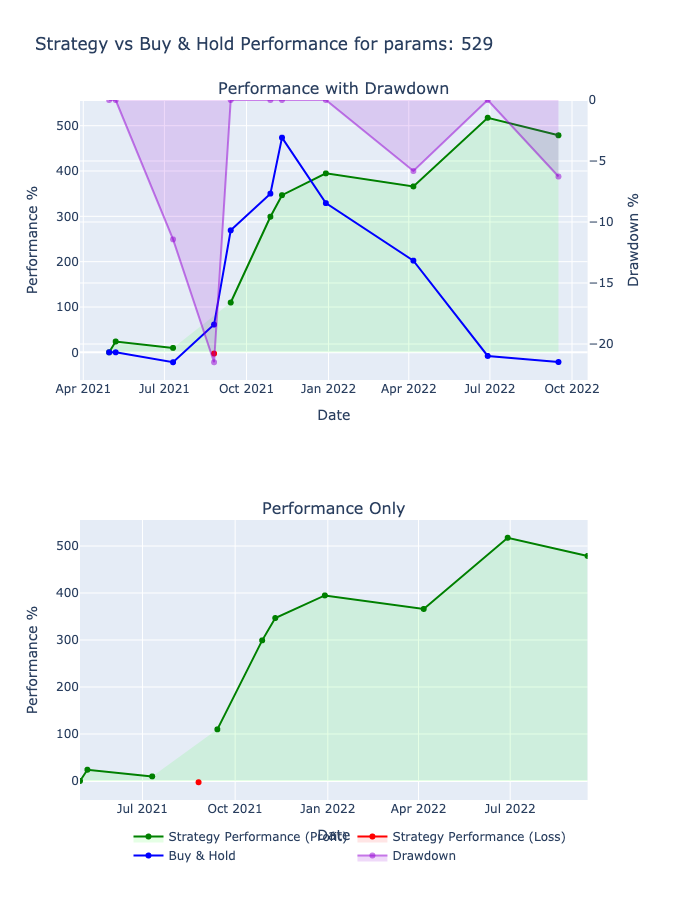 Strategy vs Buy & Hold Performance for params: 529
Performance with Drawdown
500
400
300
200
100
0
Performance %
0
−5
−10
−15
−20
Drawdown %
Apr 2021 Jul 2021 Oct 2021 Jan 2022 Apr 2022 Jul 2022 Oct 2022
Date
Performance Only
500
400
300
200
100
0
Performance %
Jul 2021 Oct 2021 Jan 2022 Apr 2022 Jul 2022
Date
Strategy Performance (Profit) Strategy Performance (Loss)
Buy & Hold Drawdown